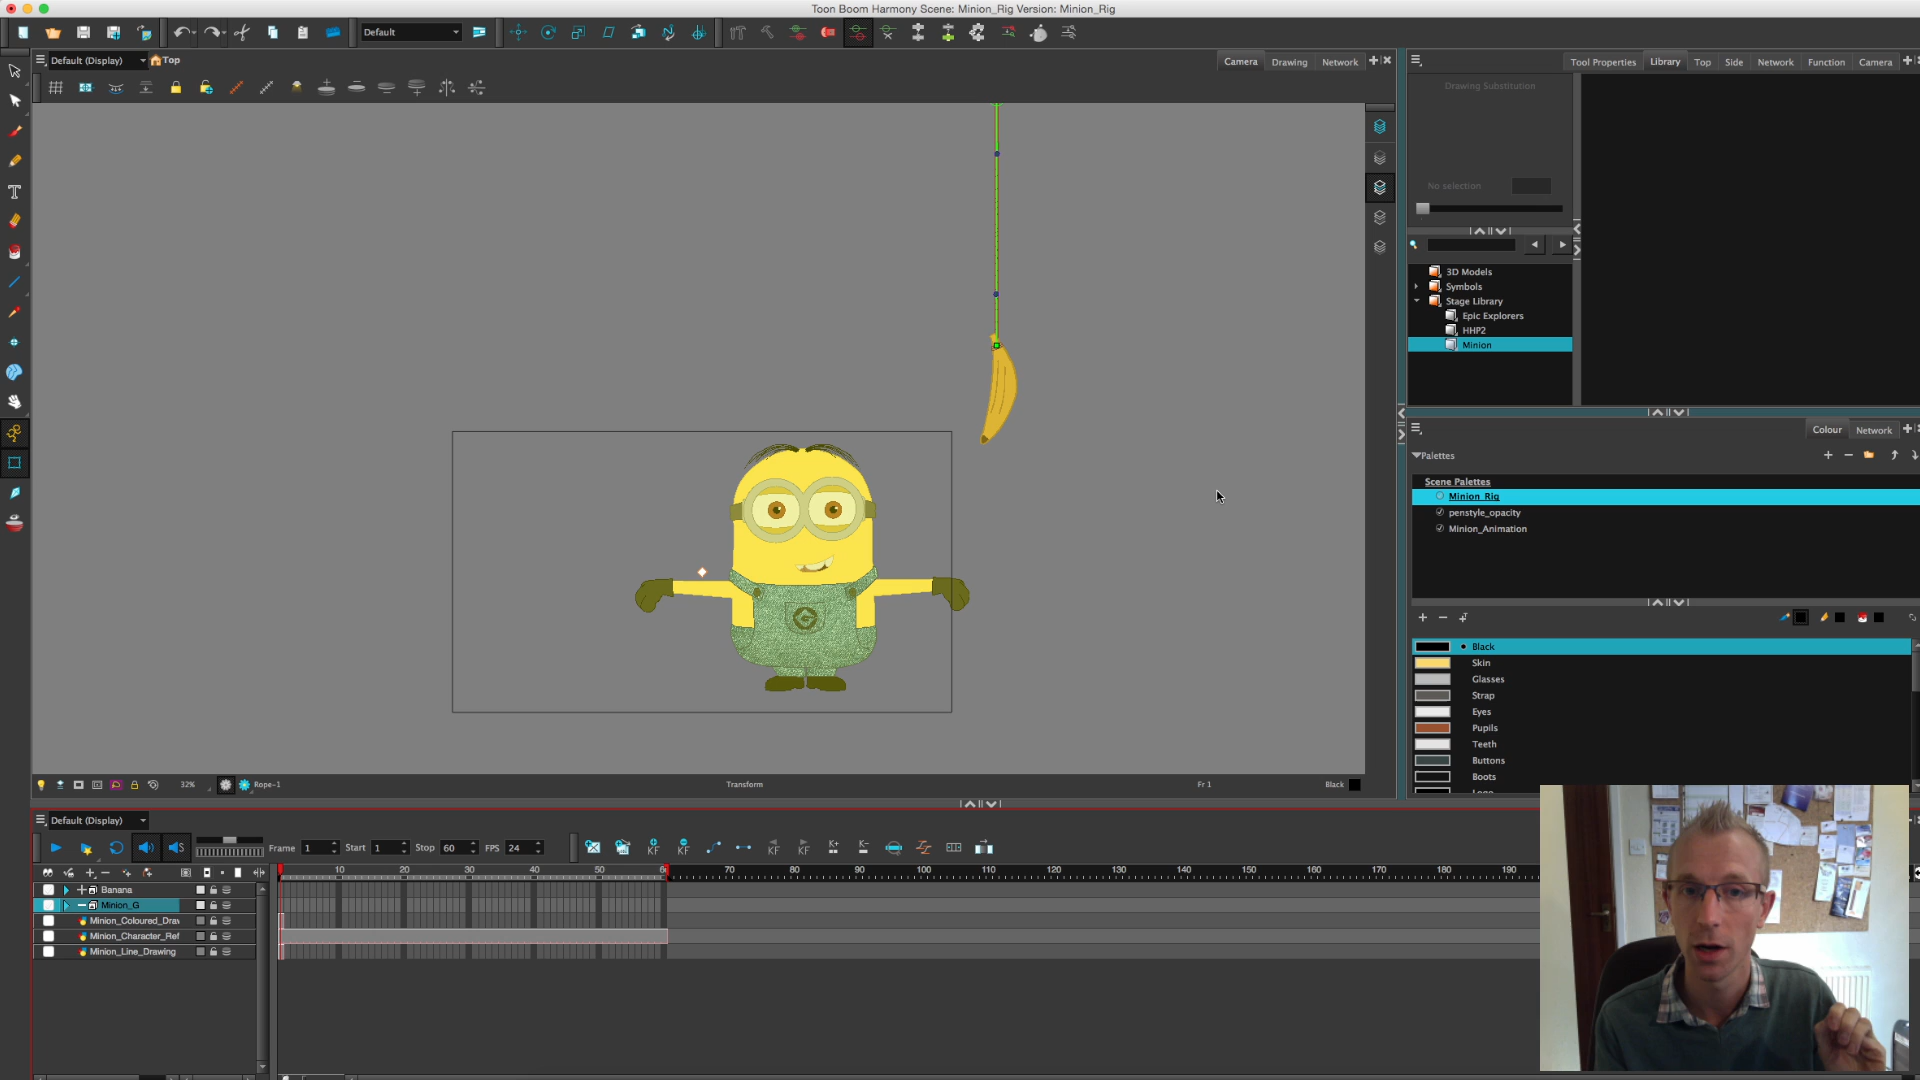 Toon Boom Harmony Scene: Minion_Rig Version: Minion_Rig
Default
Default (Display)
Top
Camera
Drawing
Network
Tool Properties
Library
Top
Side
Network
Function
Camera
Drawing Substitution
No selection
3D Models
Symbols
Stage Library
Epic Explorers
HHP2
Minion
Colour
Network
Palettes
Scene Palettes
Minion_Rig
penstyle_opacity
Minion_Animation
Black
Skin
Glasses
Strap
Eyes
Pupils
Teeth
Buttons
Boots
G
32%
Rope-1
Transform
Fr 1
Black
Default (Display)
Frame 1
Start 1
Stop 60
FPS 24
KF
KF
KF
KF
10 20 30 40 50 70 80 90 100 110 120 130 140 150 160 170 180 190
Banana
Minion_G
Minion_Coloured_Drav
Minion_Character_Ref
Minion_Line_Drawing